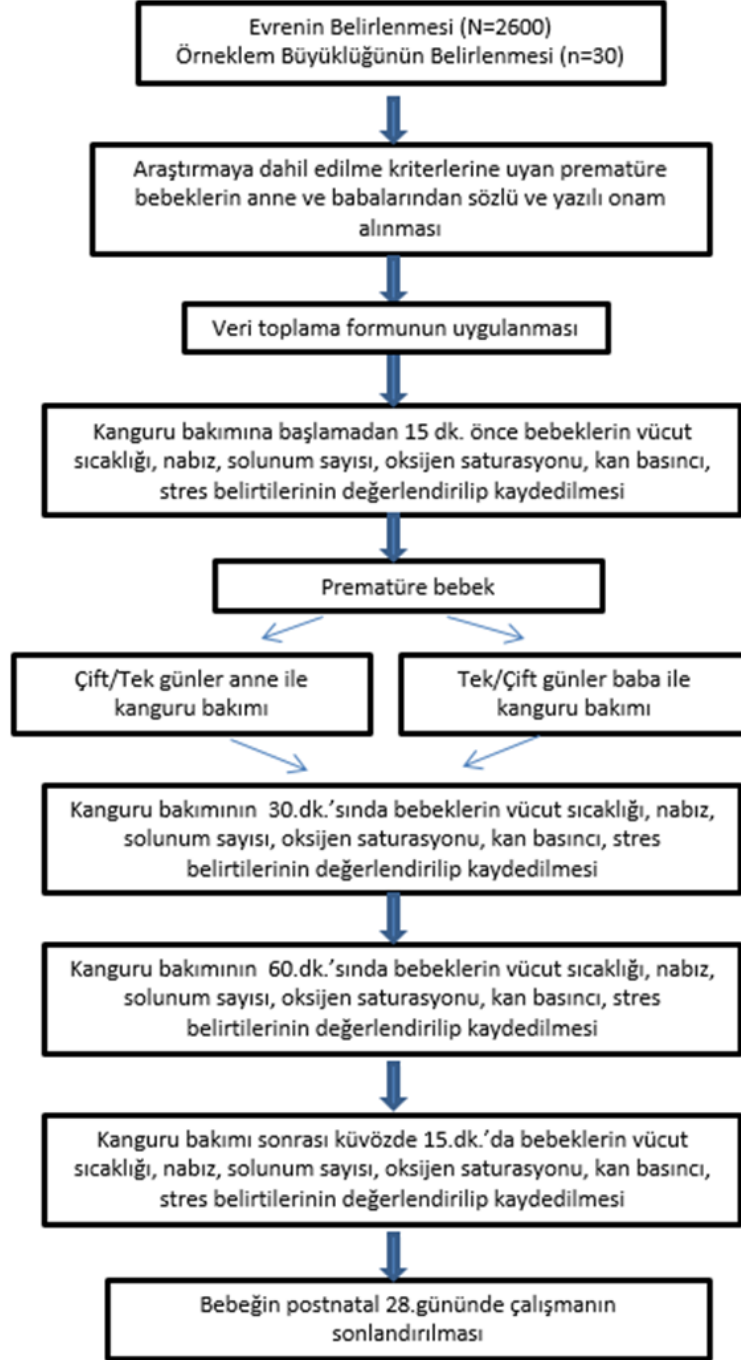 Evrenin Belirlenmesi (N=2600)
Örneklem Büyüklüğünün Belirlenmesi (n=30)
Araştırmaya dahil edilme kriterlerine uyan prematüre
bebeklerin anne ve babalarından sözlü ve yazılı onam
alınması
Veri toplama formunun uygulanması
Kanguru bakımına başlamadan 15 dk. önce bebeklerin vücut
sıcaklığı, nabız, solunum sayısı, oksijen saturasyonu, kan basıncı,
stres belirtilerinin değerlendirilip kaydedilmesi
Prematüre bebek
Çift/Tek günler anne ile
kanguru bakımı
Tek/Çift günler baba ile
kanguru bakımı
Kanguru bakımının 30.dk.’sında bebeklerin vücut sıcaklığı, nabız,
solunum sayısı, oksijen saturasyonu, kan basıncı, stres
belirtilerinin değerlendirilip kaydedilmesi
Kanguru bakımının 60.dk.’sında bebeklerin vücut sıcaklığı, nabız,
solunum sayısı, oksijen saturasyonu, kan basıncı, stres
belirtilerinin değerlendirilip kaydedilmesi
Kanguru bakımı sonrası küvözde 15.dk.’da bebeklerin vücut
sıcaklığı, nabız, solunum sayısı, oksijen saturasyonu, kan basıncı,
stres belirtilerinin değerlendirilip kaydedilmesi
Bebeğin postnatal 28.gününde çalışmanın
sonlandırılması